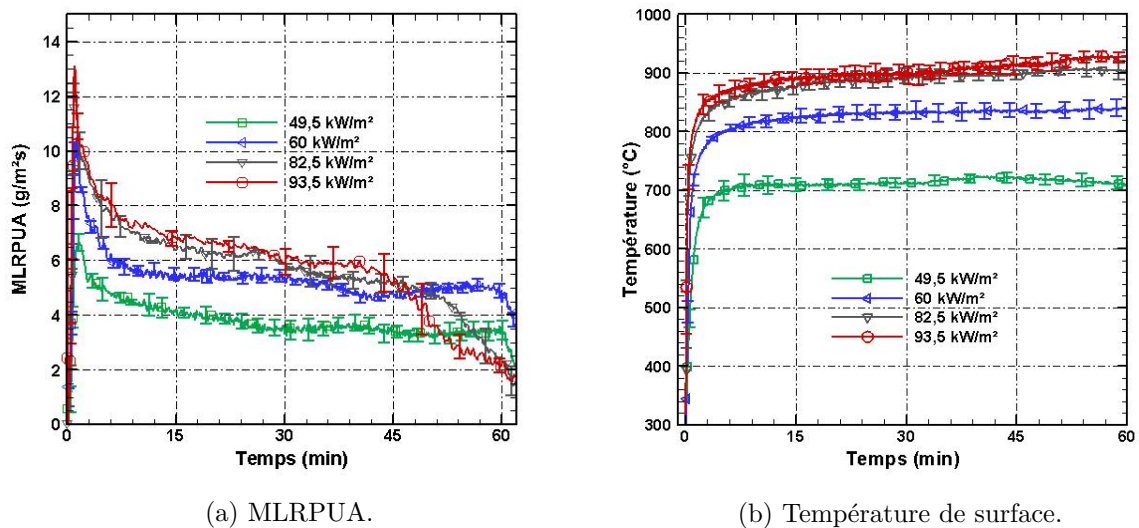 14
12
10
8
6
4
2
0
MLRPUA (g/m²s)
49,5 kW/m²
60 kW/m²
82,5 kW/m²
93,5 kW/m²
0
15
30
45
60
Temps (min)
(a) MLRPUA.
1000
900
800
700
600
500
400
300
Température (°C)
49,5 kW/m²
60 kW/m²
82,5 kW/m²
93,5 kW/m²
0
15
30
45
60
Temps (min)
(b) Température de surface.